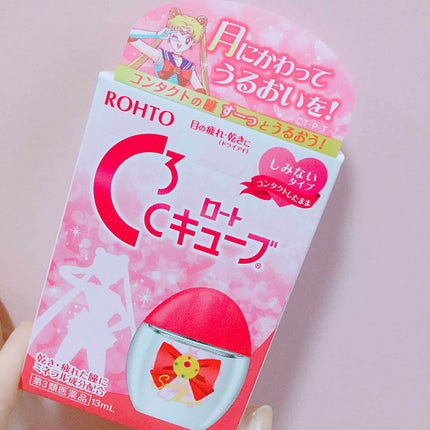 月にかわって
うるおいを!
CT-P-T
コンタクトの瞳 すーっとうるおう!
ROHTO
目の疲れ・乾きに
(ドライアイ)
しみない
タイプ
コンタクトしたまま
C3
ロート
Cキューブ®
乾き・疲れた瞳に
ミネラル成分配合
第3類医薬品 13mL